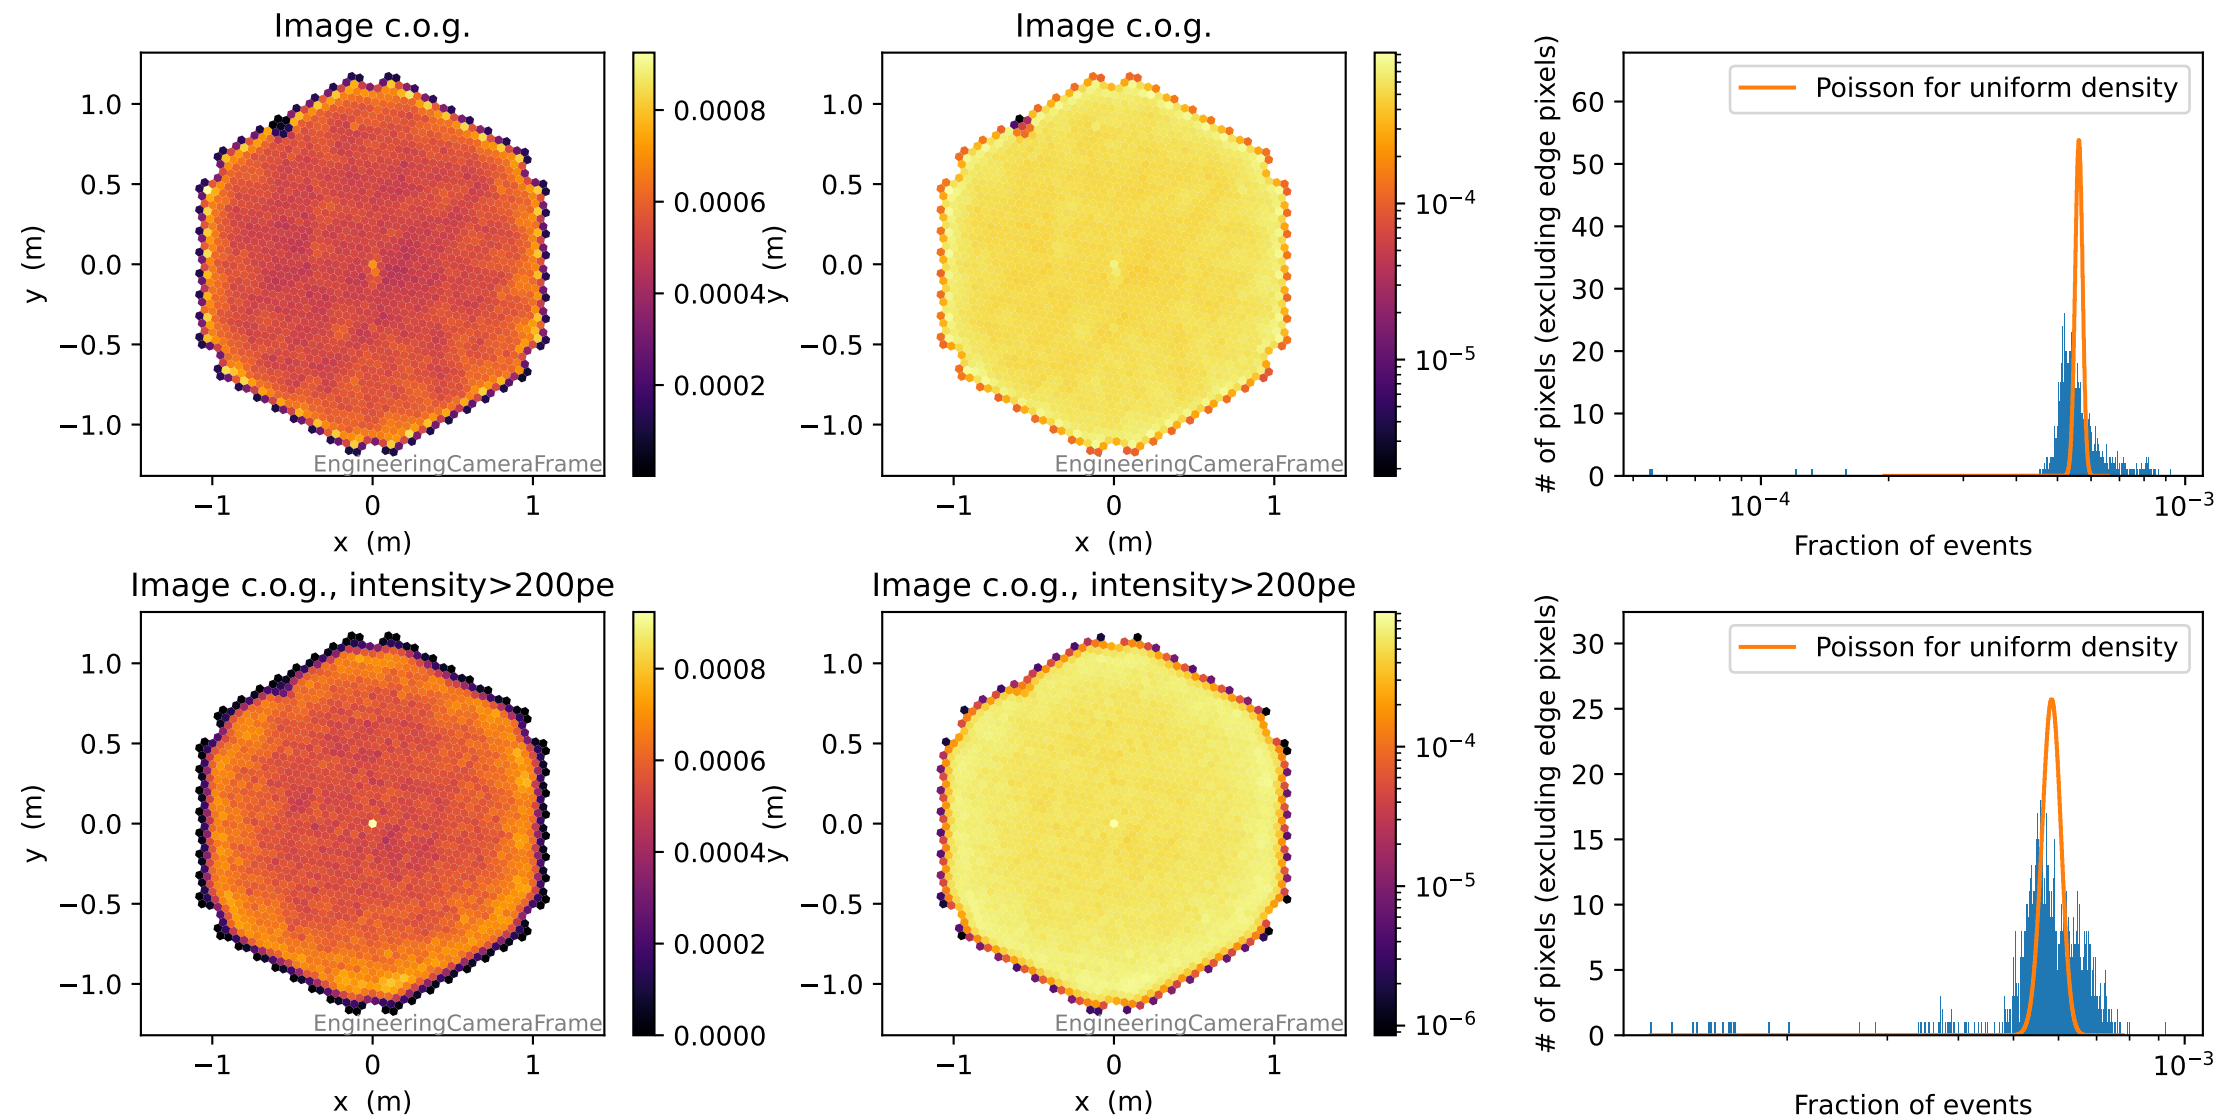 Image c.o.g.
1.0
0.5
0.0
−0.5
−1.0
y (m)
−1 0 1
x (m)
EngineeringCameraFrame
0.0008
0.0006
0.0004
0.0002
Image c.o.g.
1.0
0.5
0.0
−0.5
−1.0
y (m)
−1 0 1
x (m)
EngineeringCameraFrame
10⁻⁴
10⁻⁵
Poisson for uniform density
# of pixels (excluding edge pixels)
60
50
40
30
20
10
0
10⁻⁴ 10⁻³
Fraction of events
Image c.o.g., intensity>200pe
1.0
0.5
0.0
−0.5
−1.0
y (m)
−1 0 1
x (m)
EngineeringCameraFrame
0.0008
0.0006
0.0004
0.0002
0.0000
Image c.o.g., intensity>200pe
1.0
0.5
0.0
−0.5
−1.0
y (m)
−1 0 1
x (m)
EngineeringCameraFrame
10⁻⁴
10⁻⁵
10⁻⁶
Poisson for uniform density
# of pixels (excluding edge pixels)
30
25
20
15
10
5
0
10⁻³
Fraction of events